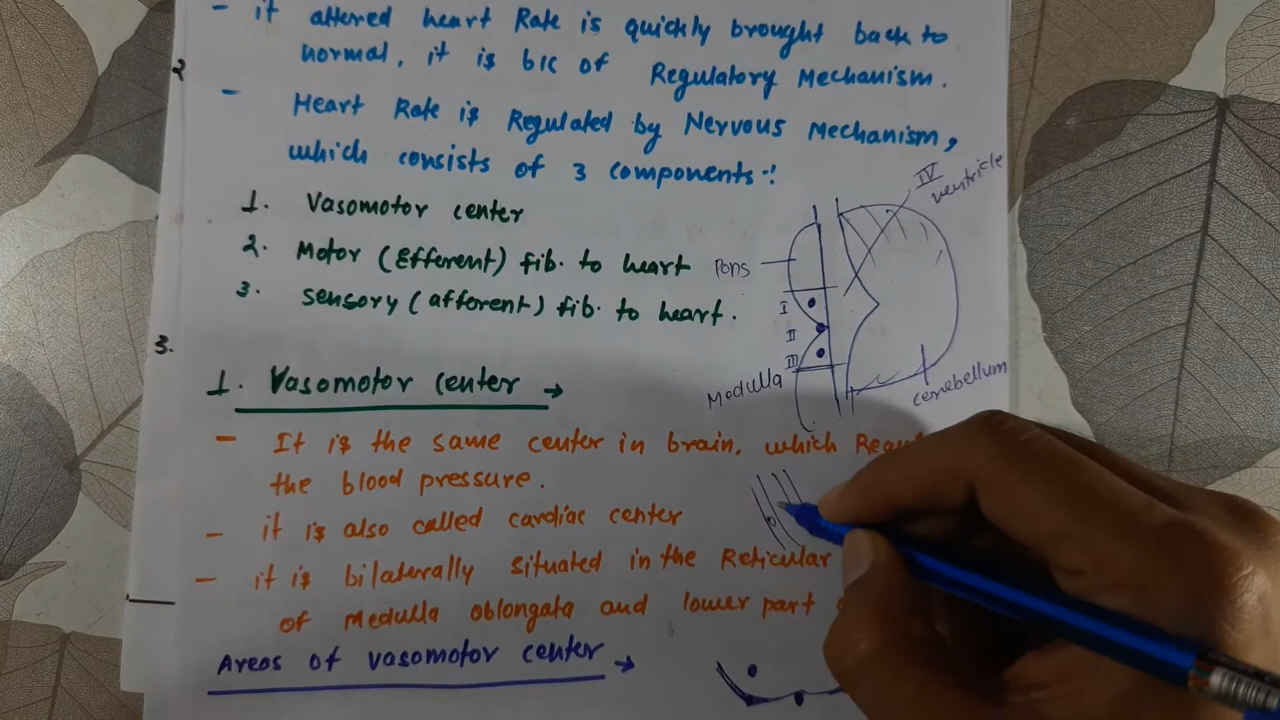 - it altered heart Rate is quickly brought back to
normal, it is b/c of Regulatory Mechanism.
2
- Heart Rate is Regulated by Nervous Mechanism,
which consists of 3 components :-
1. Vasomotor center
2. Motor (Efferent) fib. to heart
3. sensory (afferent) fib. to heart.
IV
ventricle
Pons
I
II
III
Medulla
cerebellum
3.
1. Vasomotor center →
- It is the same center in brain, which
the blood pressure.
- it is also called cardiac center
- it is bilaterally situated in the Reticular
of Medulla oblongata and lower part
Areas of vasomotor center →